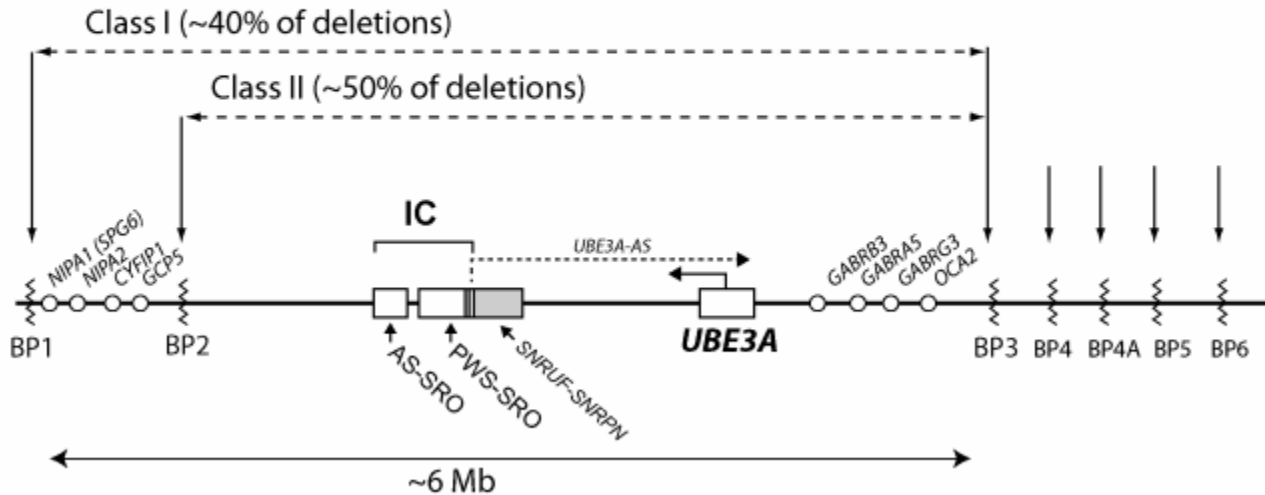 Class I (~40% of deletions)
Class II (~50% of deletions)
IC
UBE3A-AS
NIPA1 (SPG6)
NIPA2
CYFIP1
GCP5
GABRB3
GABRA5
GABRG3
OCA2
BP1
BP2
AS-SRO
PWS-SRO
SNRUF-SNRPN
UBE3A
BP3
BP4
BP4A
BP5
BP6
~6 Mb